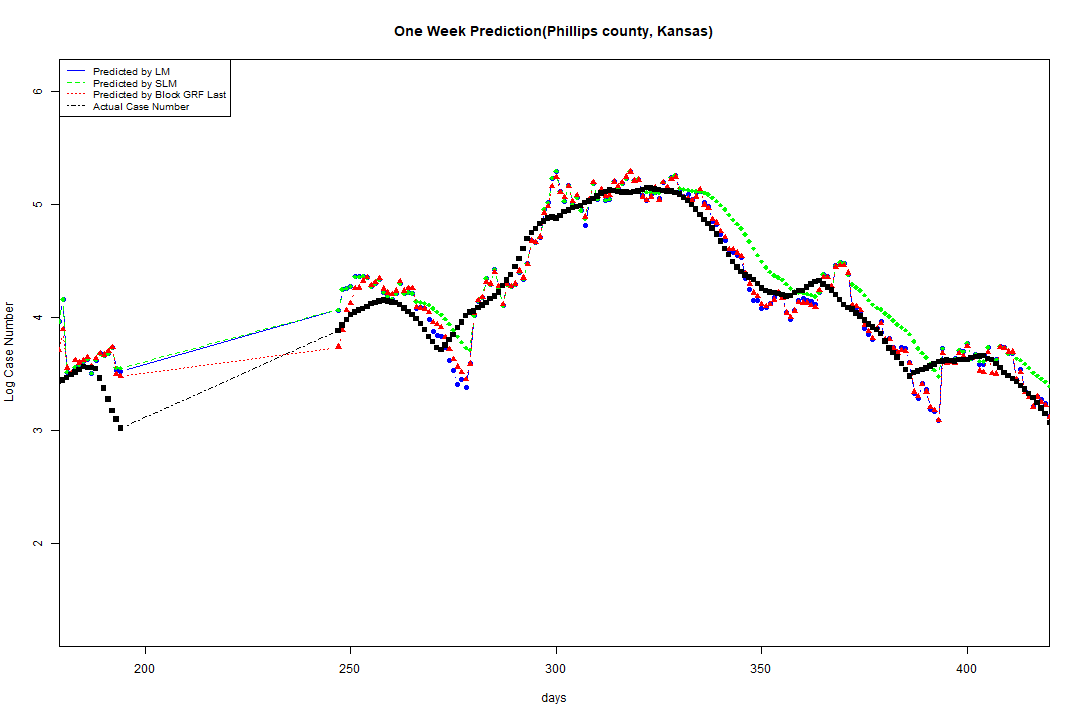 One Week Prediction(Phillips county, Kansas)
Predicted by LM
Predicted by SLM
Predicted by Block GRF Last
Actual Case Number
6
5
4
3
2
Log Case Number
200 250 300 350 400
days